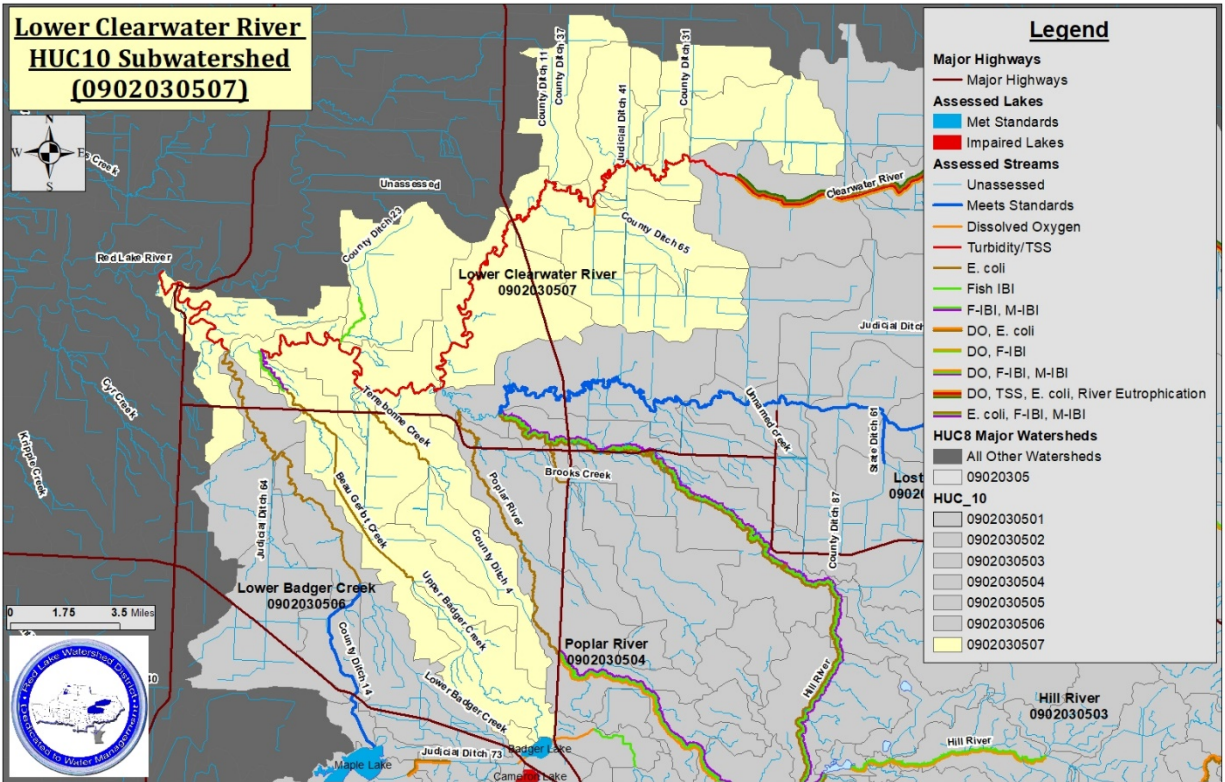 Lower Clearwater River
HUC10 Subwatershed
(0902030507)
N
W
E
S
County Ditch 11
County Ditch 37
Judicial Ditch 41
County Ditch 31
Unassessed
Clearwater River
County Ditch 23
County Ditch 65
Red Lake River
Lower Clearwater River
0902030507
Judicial Ditch
Cyr Creek
Kripple Creek
Terrebonne Creek
Unnamed creek
State Ditch 61
Brooks Creek
Lost
09020
Poplar River
Beau Gerlot Creek
County Ditch 87
Judicial Ditch 64
County Ditch 4
Lower Badger Creek
0902030506
Upper Badger Creek
0 1.75 3.5 Miles
County Ditch 14
Poplar River
0902030504
Hill River
Lower Badger Creek
Hill River
0902030503
Hill River
Judicial Ditch 73
Badger Lake
Maple Lake
Cameron Lake
Red Lake Watershed District
Dedicated to Water Management
Legend
Major Highways
Major Highways
Assessed Lakes
Met Standards
Impaired Lakes
Assessed Streams
Unassessed
Meets Standards
Dissolved Oxygen
Turbidity/TSS
E. coli
Fish IBI
F-IBI, M-IBI
DO, E. coli
DO, F-IBI
DO, F-IBI, M-IBI
DO, TSS, E. coli, River Eutrophication
E. coli, F-IBI, M-IBI
HUC8 Major Watersheds
All Other Watersheds
09020305
HUC_10
0902030501
0902030502
0902030503
0902030504
0902030505
0902030506
0902030507